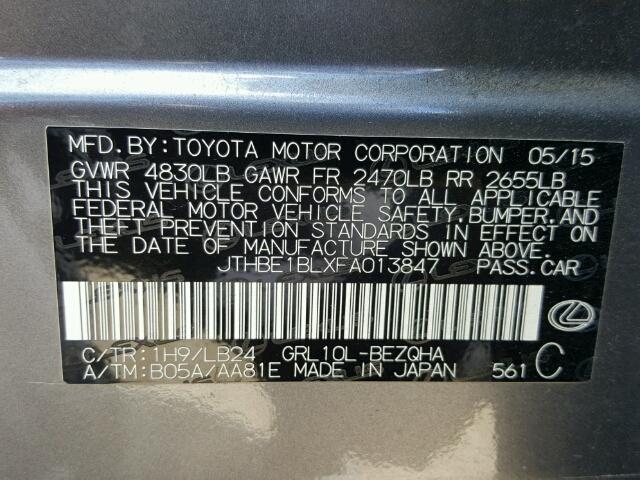 MFD.BY:TOYOTA MOTOR CORPORATION 05/15
GVWR 4830LB GAWR FR 2470LB RR 2655LB
THIS VEHICLE CONFORMS TO ALL APPLICABLE
FEDERAL MOTOR VEHICLE SAFETY,BUMPER,AND
THEFT PREVENTION STANDARDS IN EFFECT ON
THE DATE OF MANUFACTURE SHOWN ABOVE.
JTHBE1BLXFA013847 PASS.CAR
C/TR:1H9/LB24 GRL10L-BEZQHA
A/TM:B05A/AA81E MADE IN JAPAN 561 C